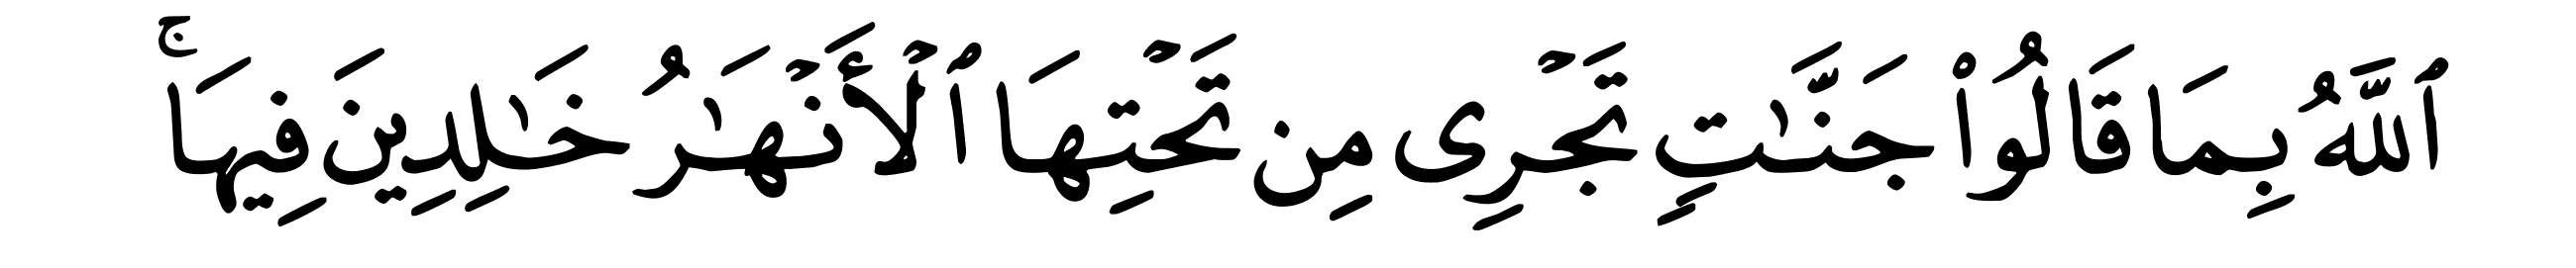 ٱللَّهُ بِمَا قَالُوا۟ جَنَّـٰتٍ تَجْرِى مِن تَحْتِهَا ٱلْأَنْهَـٰرُ خَـٰلِدِينَ فِيهَا ۚ